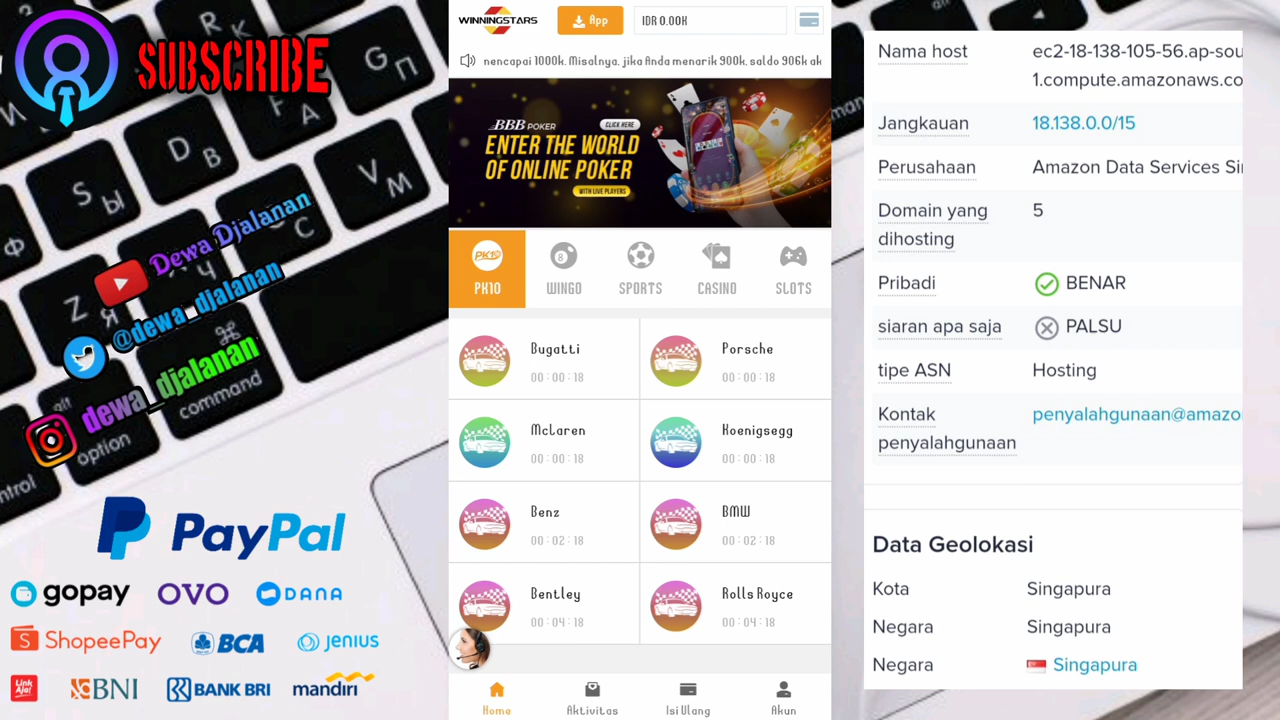 SUBSCRIBE
Dewa Djalanan
@dewa_djalanan
dewa_djalanan
PayPal
gopay
OVO
DANA
ShopeePay
BCA
jenius
Link
Aja!
BNI
BANK BRI
mandiri
command
option
WINNINGSTARS
App
IDR 0.00K
nencapai 1000k. Misalnya, jika Anda menarik 900k, saldo 906k ak
BBB POKER
CLICK HERE
ENTER THE WORLD
OF ONLINE POKER
WITH LIVE PLAYERS
PK10
WINGO
SPORTS
CASINO
SLOTS
Bugatti
00:00:18
Porsche
00:00:18
McLaren
00:00:18
Koenigsegg
00:00:18
Benz
00:02:18
BMW
00:02:18
Bentley
00:04:18
Rolls Royce
00:04:18
Home
Aktivitas
Isi Ulang
Akun
Nama host
ec2-18-138-105-56.ap-sou
1.compute.amazonaws.co
Jangkauan
18.138.0.0/15
Perusahaan
Amazon Data Services Si
Domain yang
dihosting
5
Pribadi
BENAR
siaran apa saja
PALSU
tipe ASN
Hosting
Kontak
penyalahgunaan
penyalahgunaan@amazo
Data Geolokasi
Kota
Singapura
Negara
Singapura
Negara
Singapura